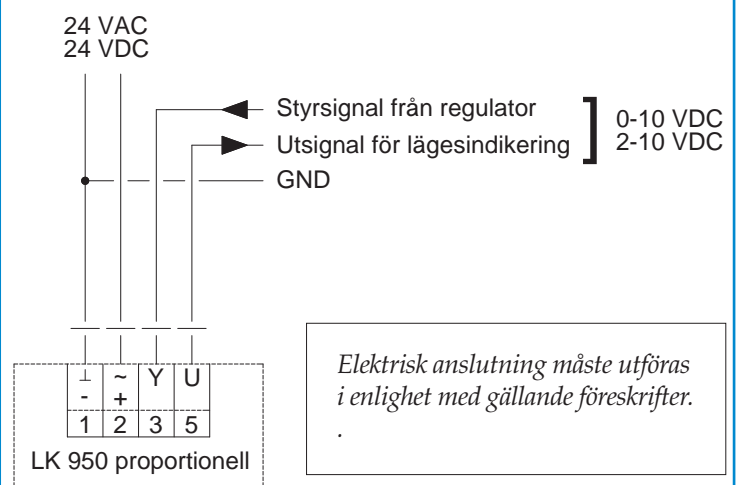 24 VAC
24 VDC
Styrsignal från regulator
Utsignal för lägesindikering
GND
0-10 VDC
2-10 VDC
Elektrisk anslutning måste utföras
i enlighet med gällande föreskrifter.
.
⊥ ~ Y U
- +
1 2 3 5
LK 950 proportionell